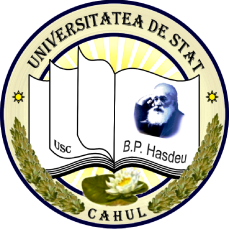 UNIVERSITATEA DE STAT
USC
B.P. Hasdeu
CAHUL